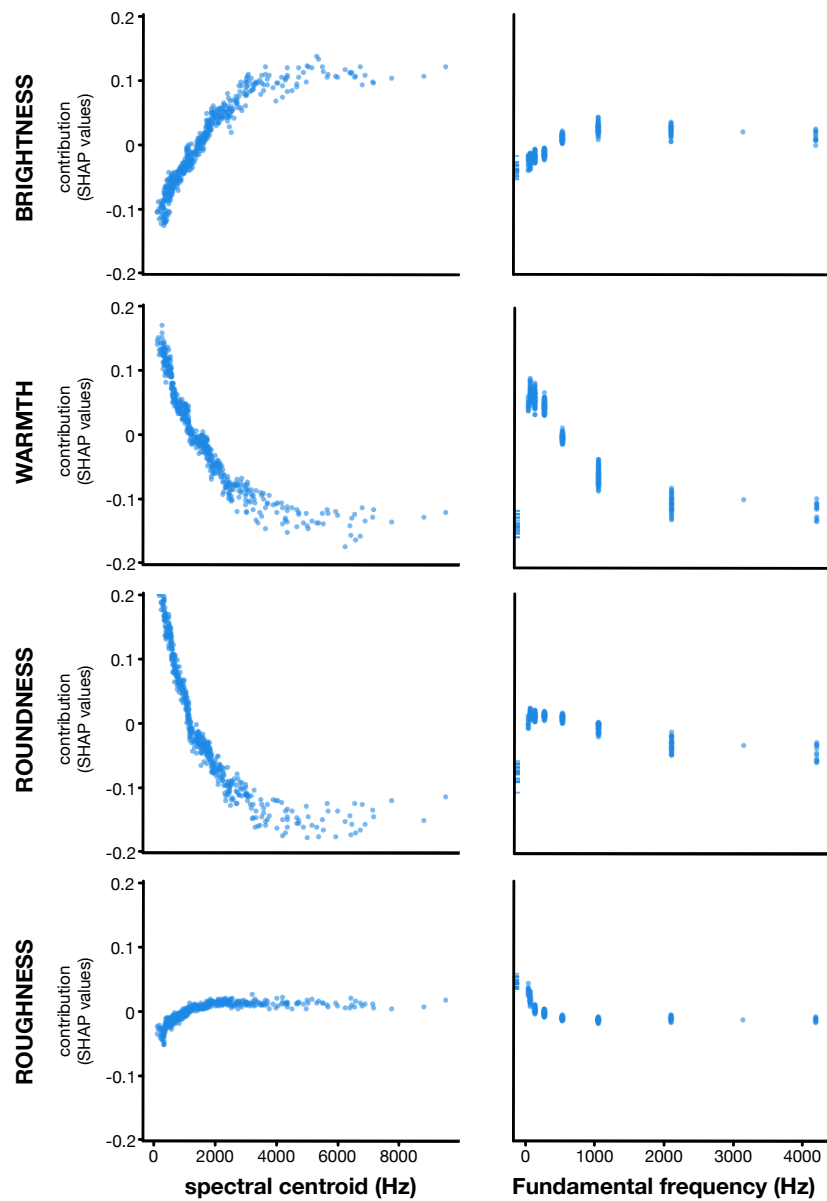 BRIGHTNESS
contribution
(SHAP values)
0.2
0.1
0
-0.1
-0.2
WARMTH
contribution
(SHAP values)
0.2
0.1
0
-0.1
-0.2
ROUNDNESS
contribution
(SHAP values)
0.2
0.1
0
-0.1
-0.2
ROUGHNESS
contribution
(SHAP values)
0.2
0.1
0
-0.1
-0.2
0 2000 4000 6000 8000
spectral centroid (Hz)
0 1000 2000 3000 4000
Fundamental frequency (Hz)